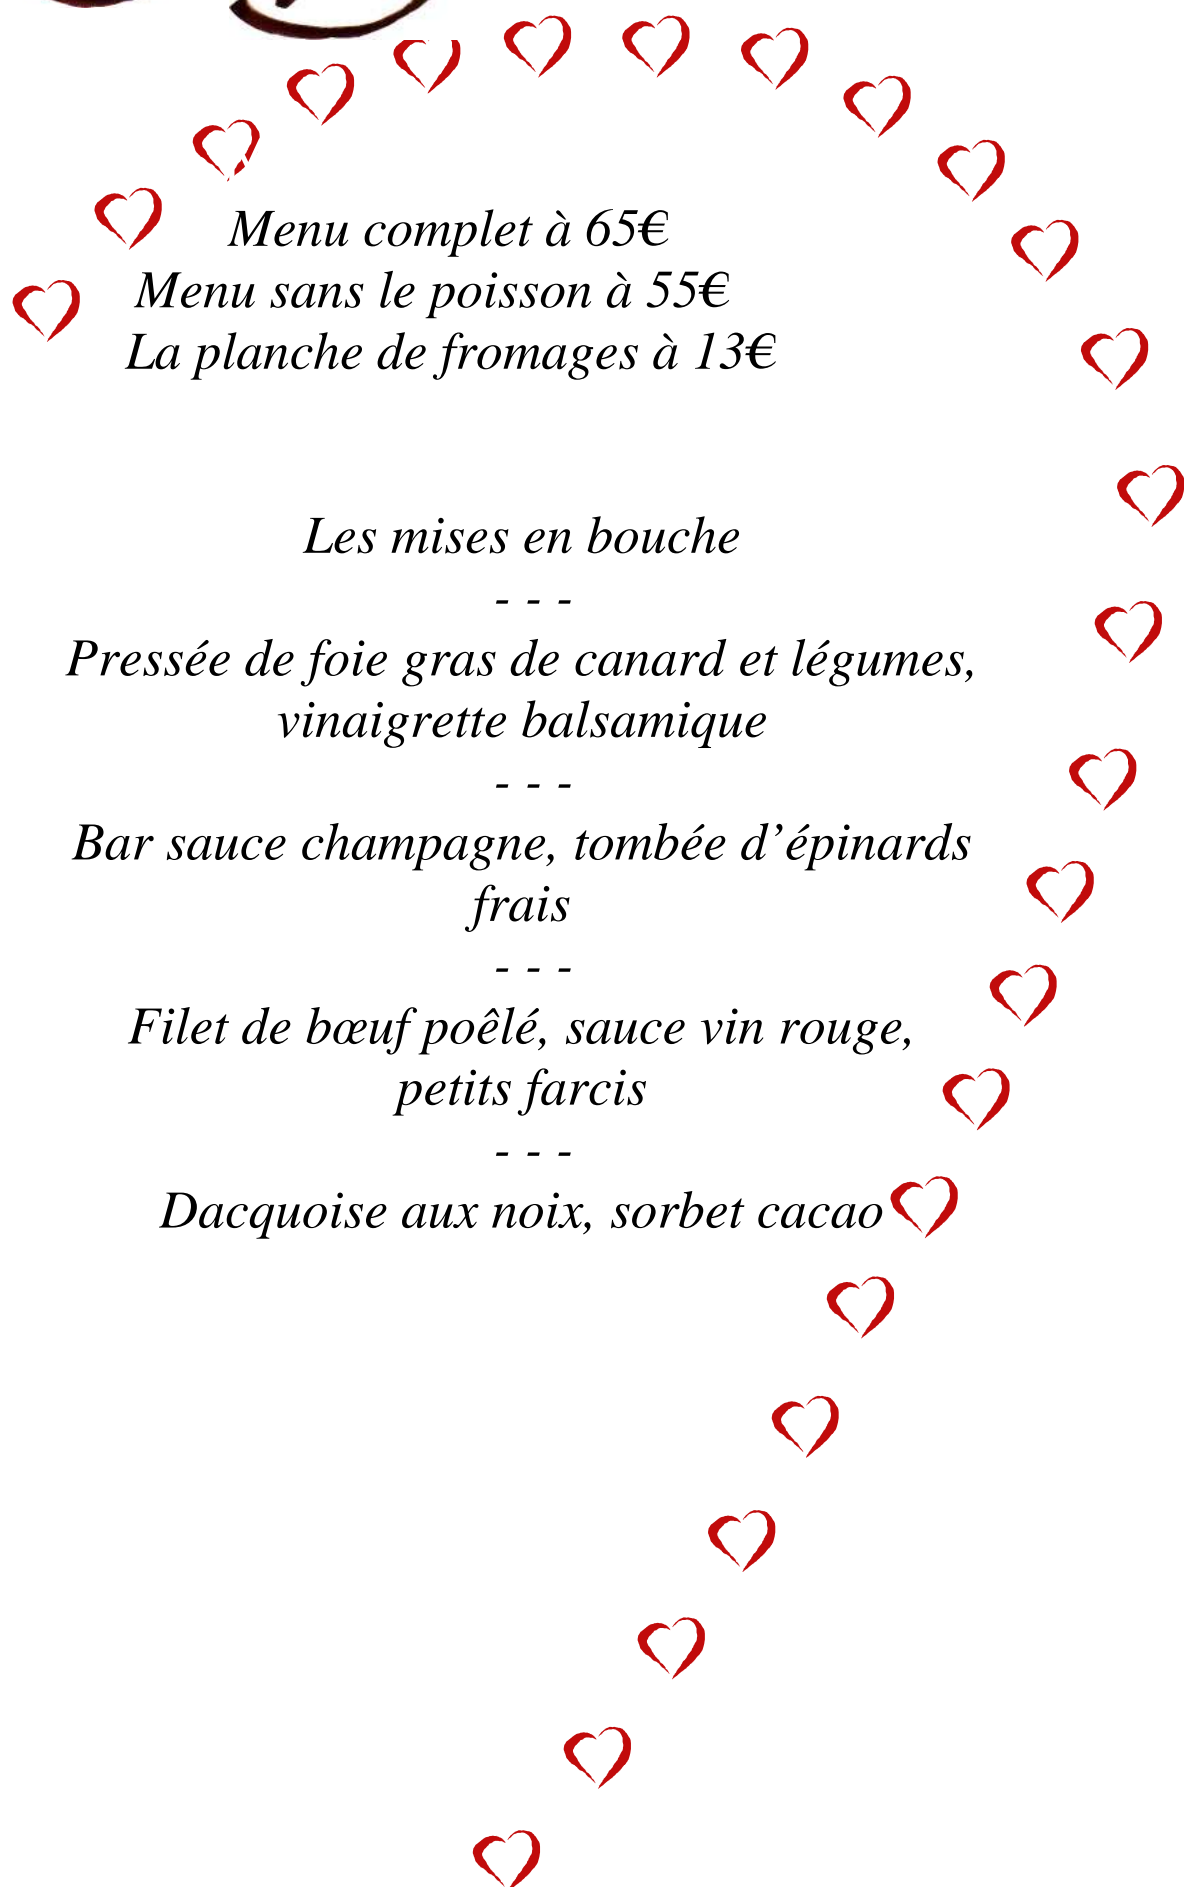 Menu complet à 65€
Menu sans le poisson à 55€
La planche de fromages à 13€
Les mises en bouche
- - -
Pressée de foie gras de canard et légumes,
vinaigrette balsamique
- - -
Bar sauce champagne, tombée d’épinards
frais
- - -
Filet de bœuf poêlé, sauce vin rouge,
petits farcis
- - -
Dacquoise aux noix, sorbet cacao